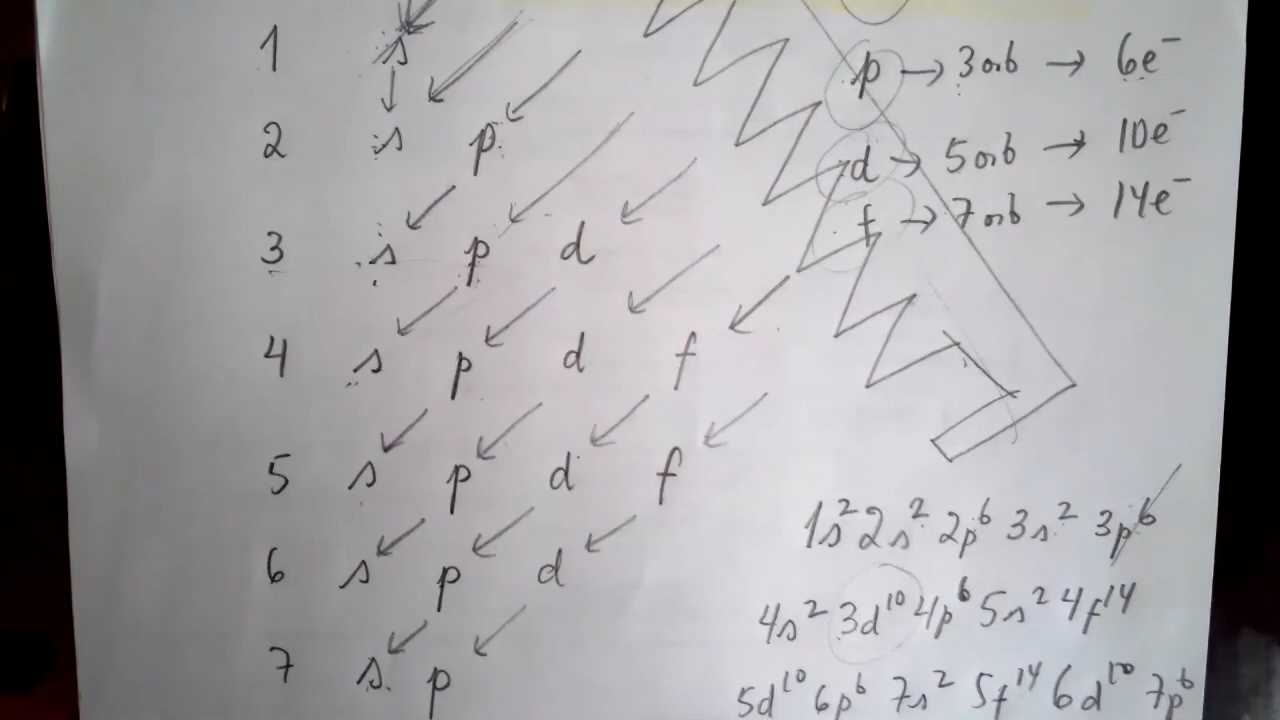 1 s
2 s p
3 s p d
4 s p d f
5 s p d f
6 s p d
7 s p
p → 3 orb → 6e⁻
d → 5 orb → 10e⁻
f → 7 orb → 14e⁻
1s² 2s² 2p⁶ 3s² 3p⁶
4s² 3d¹⁰ 4p⁶ 5s² 4f¹⁴
5d¹⁰ 6p⁶ 7s² 5f¹⁴ 6d¹⁰ 7p⁶